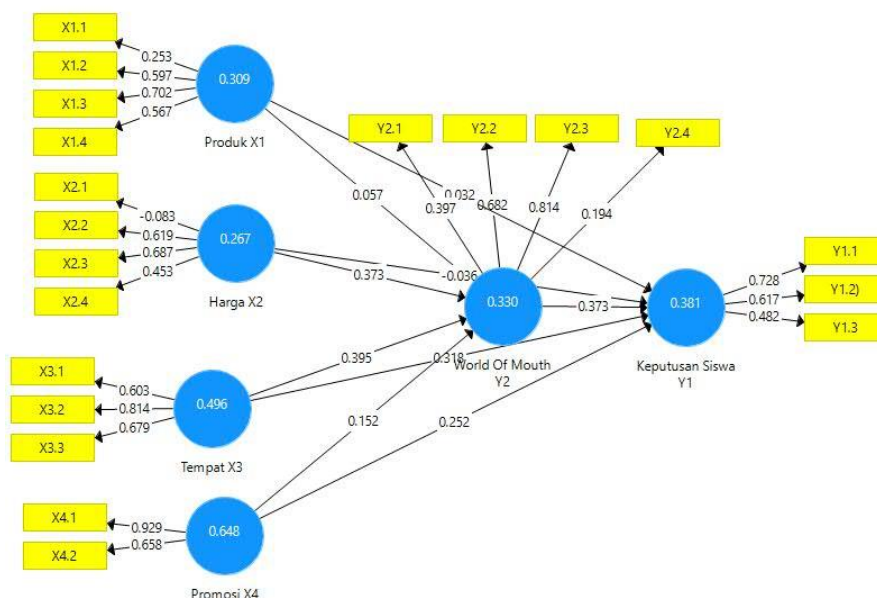 X1.1
0.253
X1.2
0.597
X1.3
0.702
X1.4
0.567
0.309
Produk X1
X2.1
-0.083
X2.2
0.619
X2.3
0.687
X2.4
0.453
0.267
Harga X2
X3.1
0.603
X3.2
0.814
X3.3
0.679
0.496
Tempat X3
X4.1
0.929
X4.2
0.658
0.648
Promosi X4
Y2.1
Y2.2
Y2.3
Y2.4
0.397
0.682
0.814
0.194
0.057
0.032
0.373
-0.036
0.395
0.318
0.152
0.252
0.330
World Of Mouth
Y2
0.373
0.381
Keputusan Siswa
Y1
Y1.1
0.728
Y1.2)
0.617
Y1.3
0.482